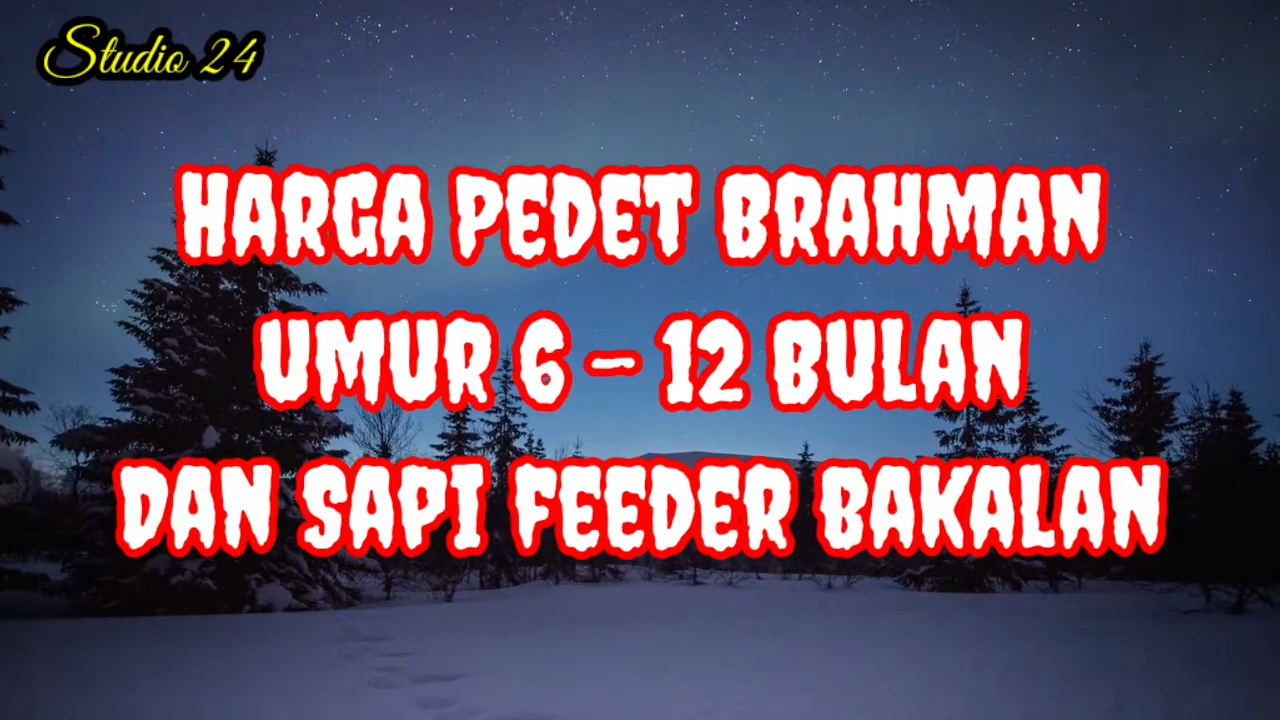 Studio 24
HARGA PEDET BRAHMAN
UMUR 6 - 12 BULAN
DAN SAPI FEEDER BAKALAN